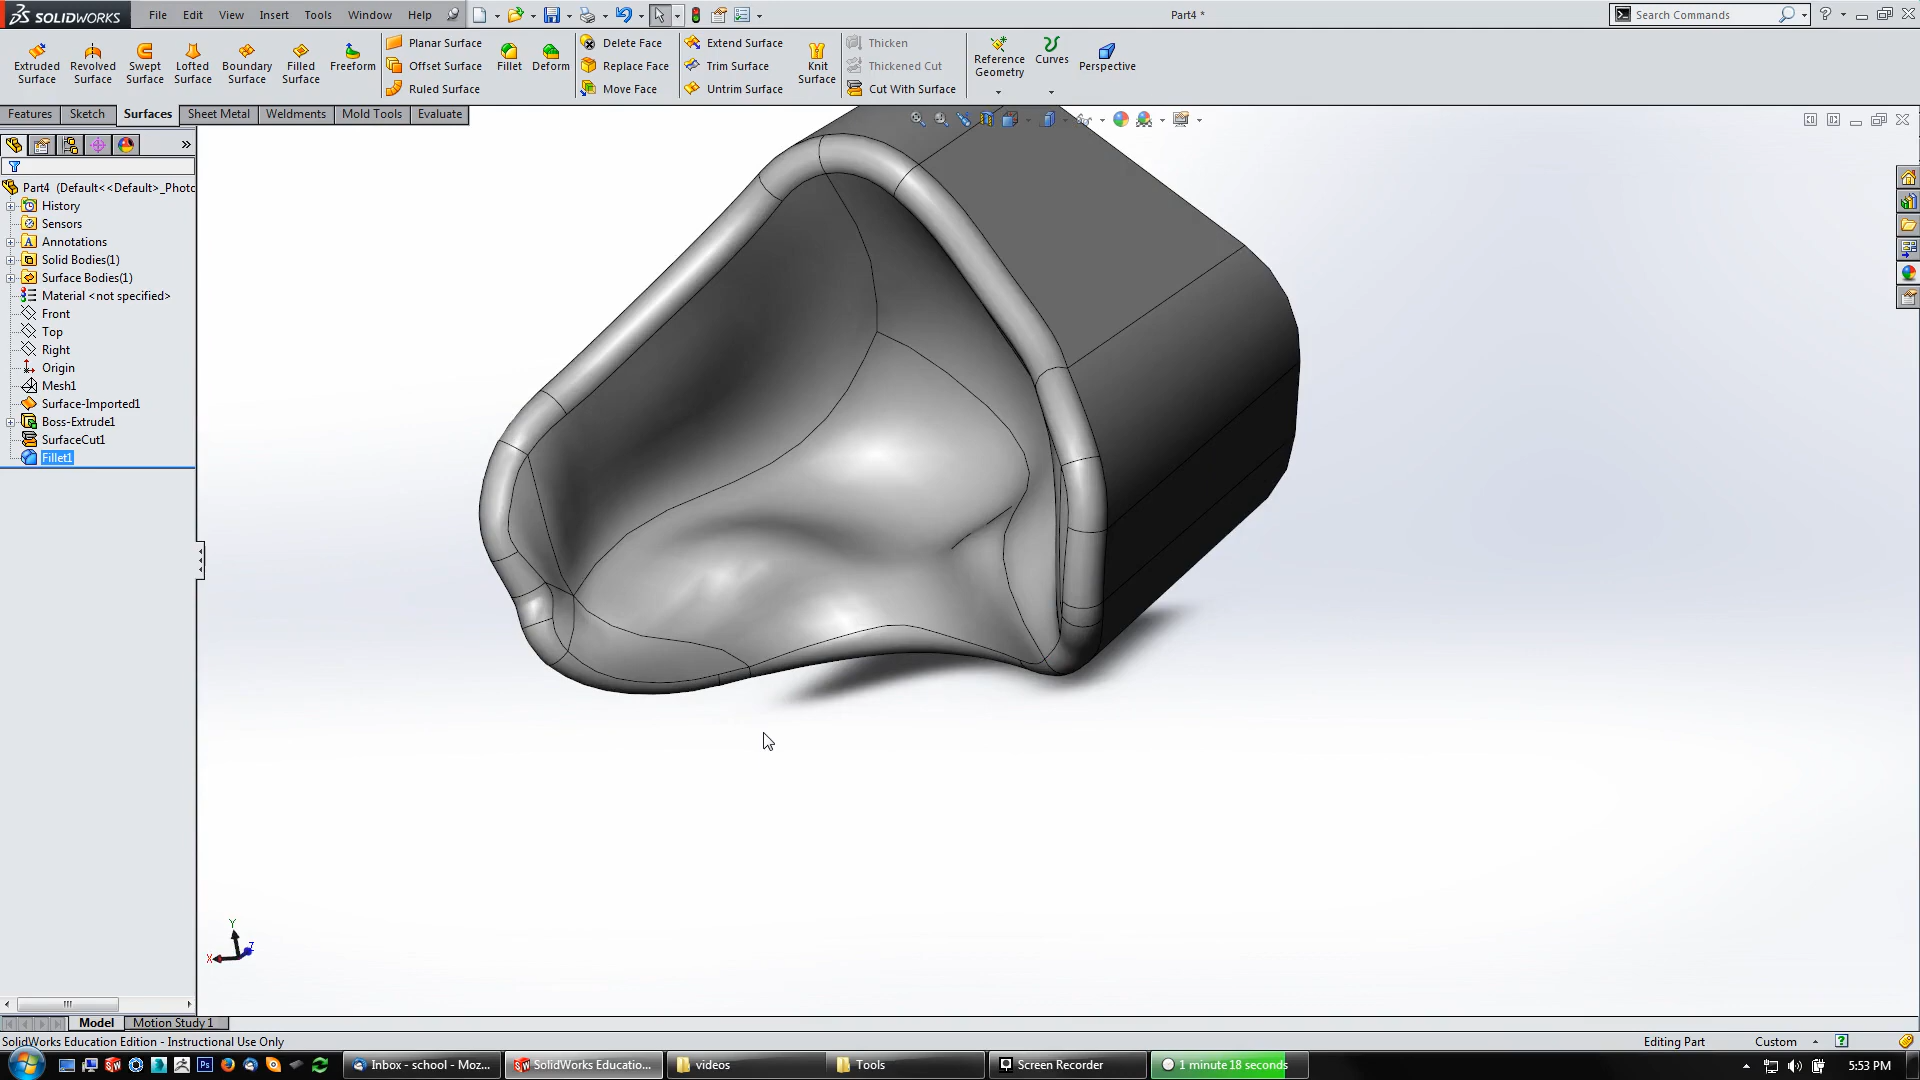 SOLIDWORKS File Edit View Insert Tools Window Help Part4 * Search Commands
Extruded Surface
Revolved Surface
Swept Surface
Lofted Surface
Boundary Surface
Filled Surface
Freeform
Planar Surface
Offset Surface
Ruled Surface
Fillet
Deform
Delete Face
Replace Face
Move Face
Extend Surface
Trim Surface
Untrim Surface
Knit Surface
Thicken
Thickened Cut
Cut With Surface
Reference Geometry
Curves
Perspective
Features Sketch Surfaces Sheet Metal Weldments Mold Tools Evaluate
Part4 (Default<<Default>_Photo
History
Sensors
Annotations
Solid Bodies(1)
Surface Bodies(1)
Material <not specified>
Front
Top
Right
Origin
Mesh1
Surface-Imported1
Boss-Extrude1
SurfaceCut1
Fillet1
Y
Z
X
Model Motion Study 1
SolidWorks Education Edition - Instructional Use Only Editing Part Custom
Inbox - school - Moz... SolidWorks Educatio... videos Tools Screen Recorder 1 minute 18 seconds 5:53 PM